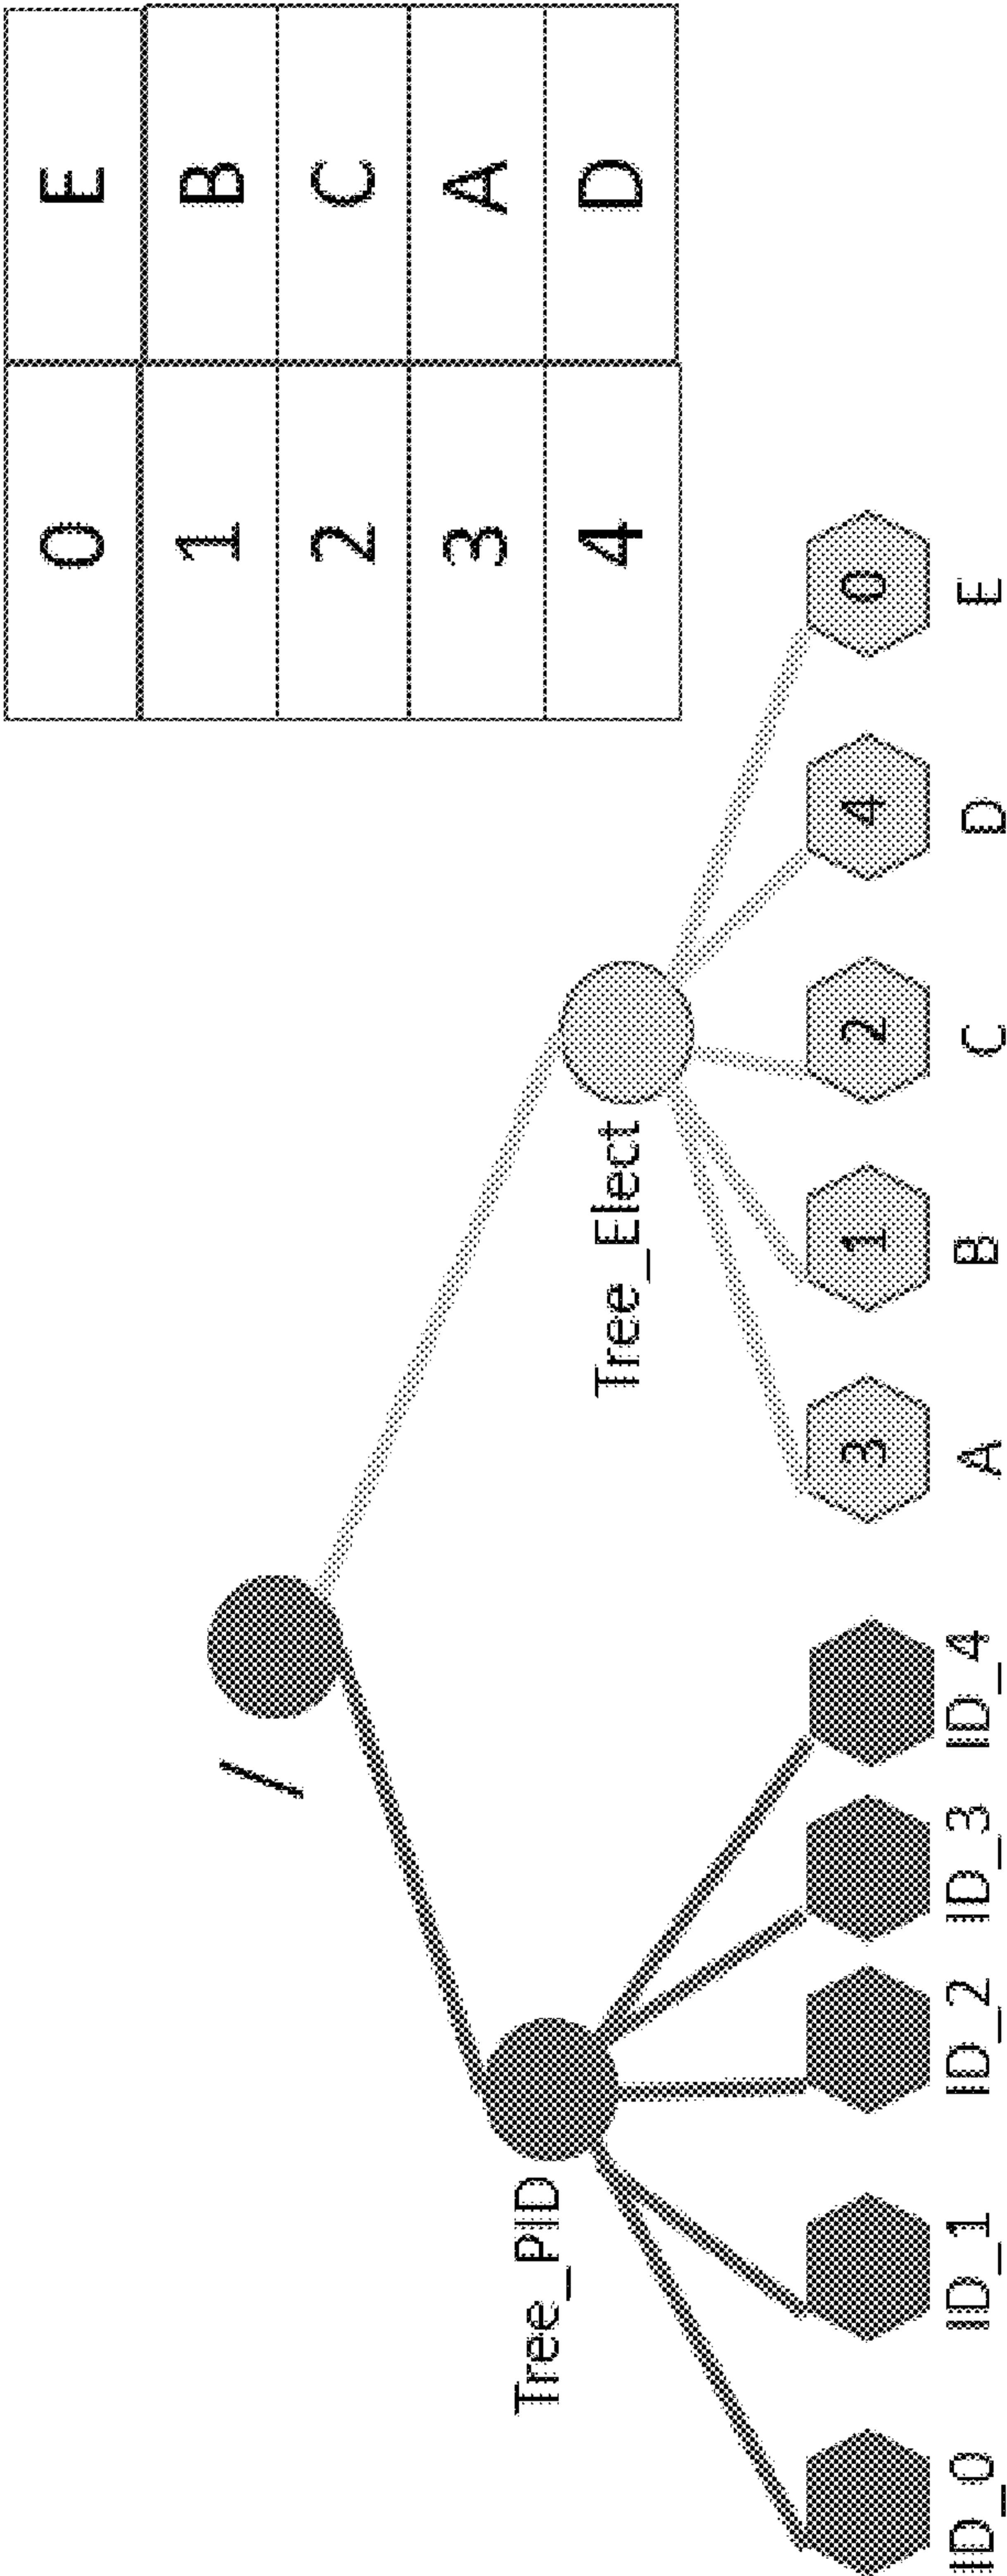 0 E
1 B
2 C
3 A
4 D
/
Tree_PID
Tree_Elect
3 1 2 4 0
ID_0 ID_1 ID_2 ID_3 ID_4 A B C D E